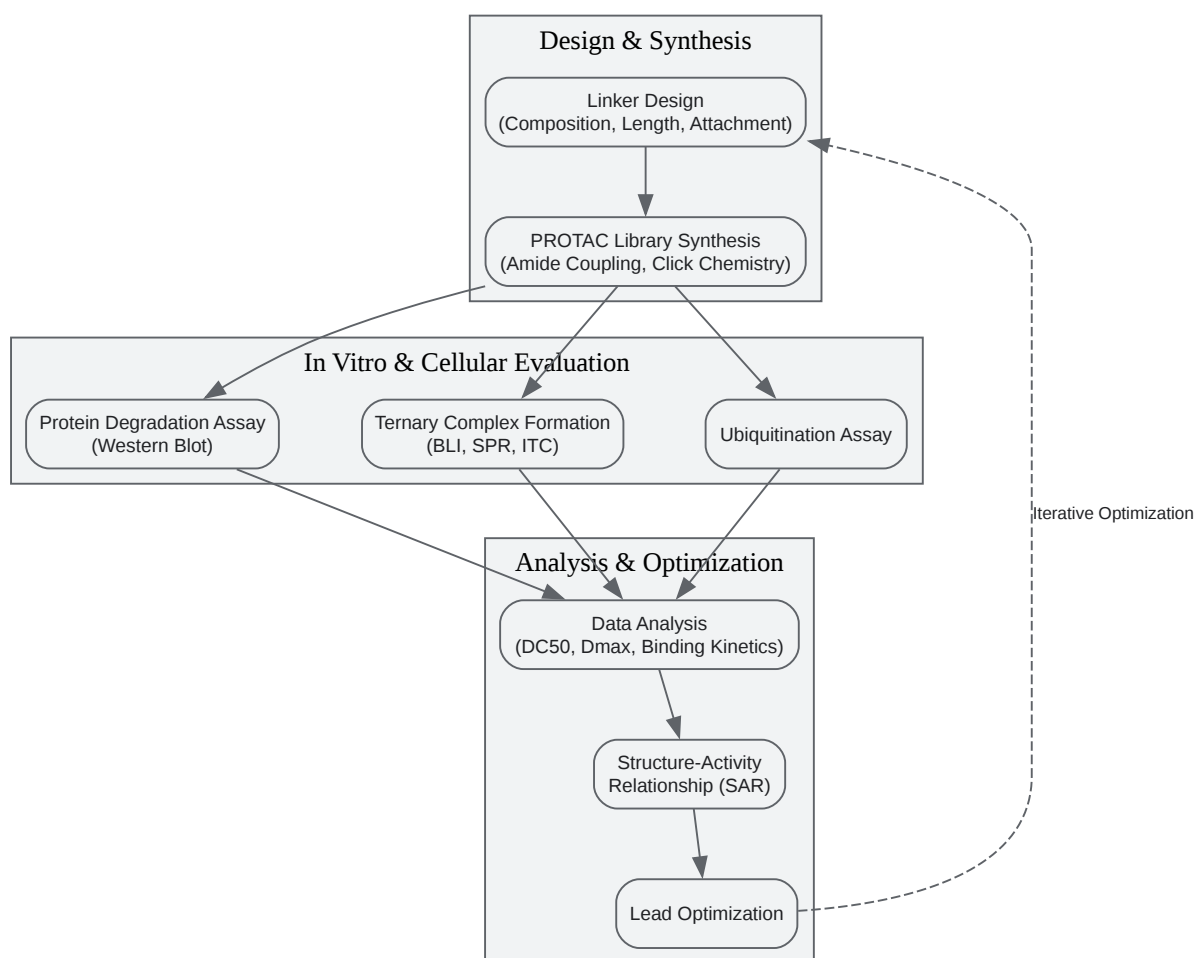 Design & Synthesis
Linker Design
(Composition, Length, Attachment)
PROTAC Library Synthesis
(Amide Coupling, Click Chemistry)
In Vitro & Cellular Evaluation
Protein Degradation Assay
(Western Blot)
Ternary Complex Formation
(BLI, SPR, ITC)
Ubiquitination Assay
Iterative Optimization
Analysis & Optimization
Data Analysis
(DC50, Dmax, Binding Kinetics)
Structure-Activity
Relationship (SAR)
Lead Optimization